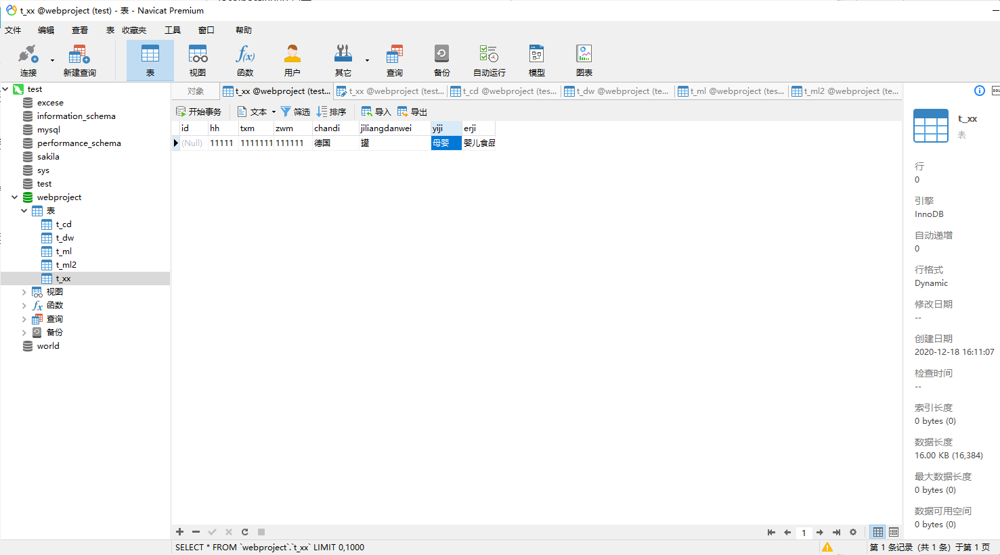 t_xx @webproject (test) - 表 - Navicat Premium
文件 编辑 查看 表 收藏夹 工具 窗口 帮助
连接 新建查询 表 视图 函数 用户 其它 查询 备份 自动运行 模型 图表
test
excese
information_schema
mysql
performance_schema
sakila
sys
test
webproject
表
t_cd
t_dw
t_ml
t_ml2
t_xx
视图
函数
查询
备份
world
对象 t_xx @webproject (test... t_xx @webproject (test... t_cd @webproject (tes... t_dw @webproject (te... t_ml @webproject (tes... t_ml2 @webproject (te...
开始事务 文本 筛选 排序 导入 导出
id hh txm zwm chandi jiliangdanwei yiji erji
(Null) 11111 1111111 111111 德国 罐 母婴 婴儿食品
t_xx
表
行
0
引擎
InnoDB
自动递增
0
行格式
Dynamic
修改日期
--
创建日期
2020-12-18 16:11:07
检查时间
--
索引长度
0 bytes (0)
数据长度
16.00 KB (16,384)
最大数据长度
0 bytes (0)
数据可用空间
0 bytes (0)
1
SELECT * FROM `webproject`.`t_xx` LIMIT 0,1000
第 1 条记录 (共 1 条) 于第 1 页